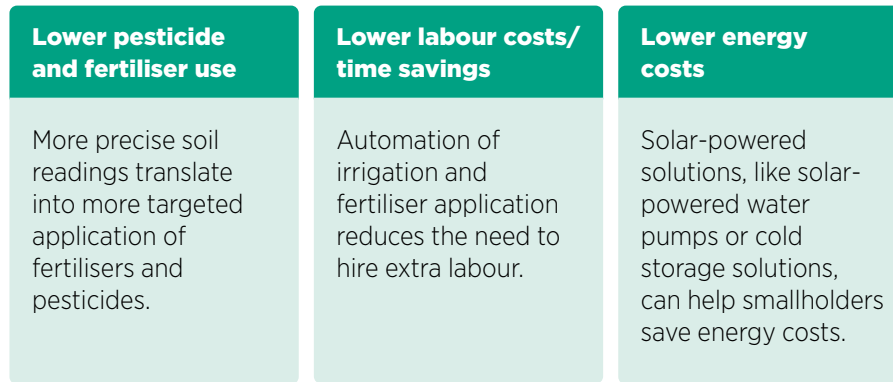 Lower pesticide
and fertiliser use
More precise soil
readings translate
into more targeted
application of
fertilisers and
pesticides.
Lower labour costs/
time savings
Automation of
irrigation and
fertiliser application
reduces the need to
hire extra labour.
Lower energy
costs
Solar-powered
solutions, like solar-
powered water
pumps or cold
storage solutions,
can help smallholders
save energy costs.